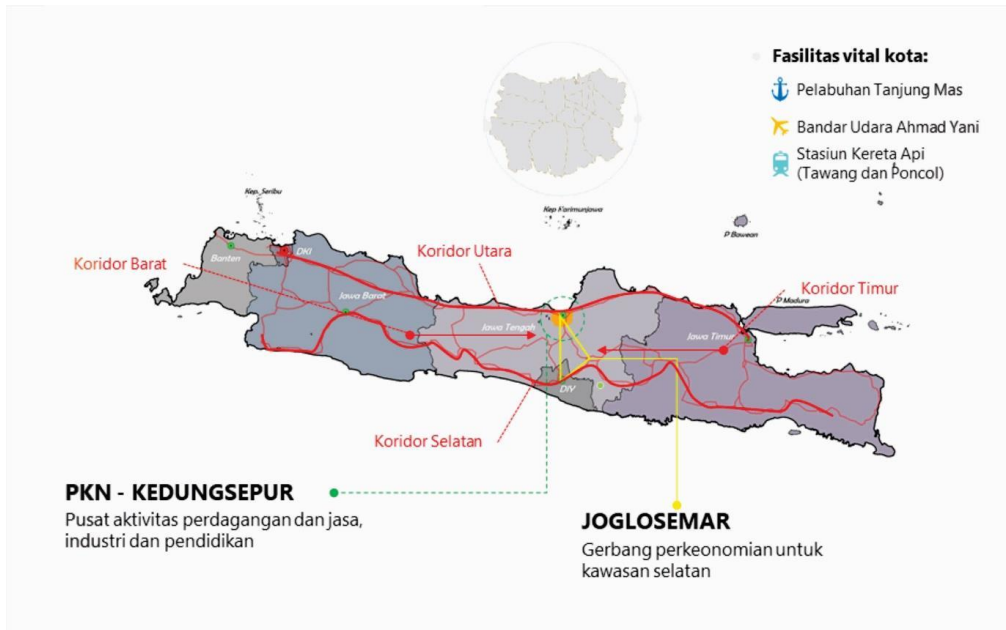 Fasilitas vital kota:
Pelabuhan Tanjung Mas
Bandar Udara Ahmad Yani
Stasiun Kereta Api
(Tawang dan Poncol)
Kep. Seribu
Kep Karimunjawa
P Bawean
Koridor Barat
Banten
DKI
Koridor Utara
Koridor Timur
P Madura
Jawa Barat
Jawa Tengah
Jawa Timur
DIY
Koridor Selatan
PKN - KEDUNGSEPUR
Pusat aktivitas perdagangan dan jasa,
industri dan pendidikan
JOGLOSEMAR
Gerbang perkeonomian untuk
kawasan selatan